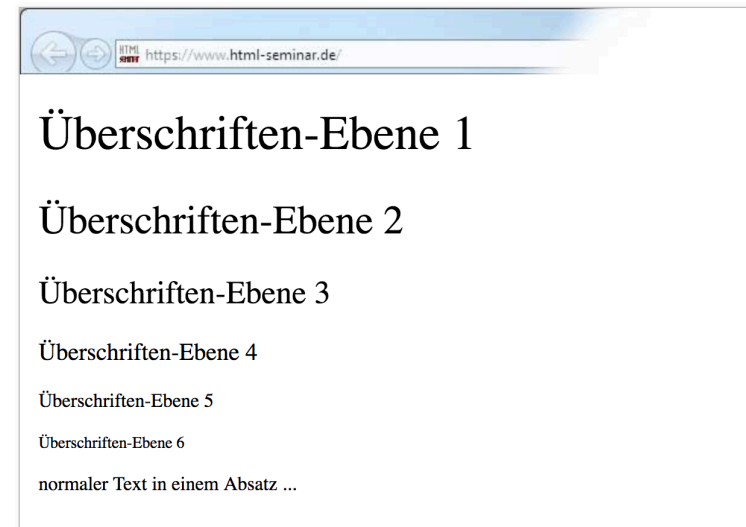 HTML
https://www.html-seminar.de/
Überschriften-Ebene 1
Überschriften-Ebene 2
Überschriften-Ebene 3
Überschriften-Ebene 4
Überschriften-Ebene 5
Überschriften-Ebene 6
normaler Text in einem Absatz ...